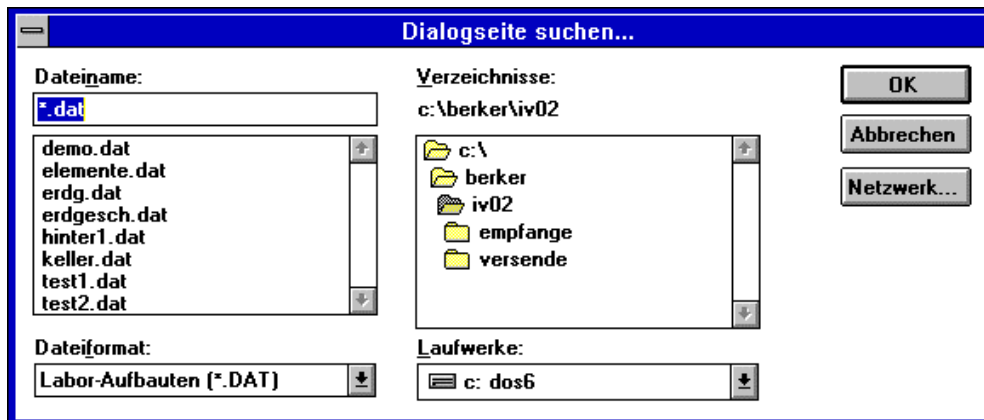 Dialogseite suchen...
Dateiname:
*.dat
demo.dat
elemente.dat
erdg.dat
erdgesch.dat
hinter1.dat
keller.dat
test1.dat
test2.dat
Dateiformat:
Labor-Aufbauten (*.DAT)
Verzeichnisse:
c:\berker\iv02
c:\
berker
iv02
empfange
versende
Laufwerke:
c: dos6
OK
Abbrechen
Netzwerk...